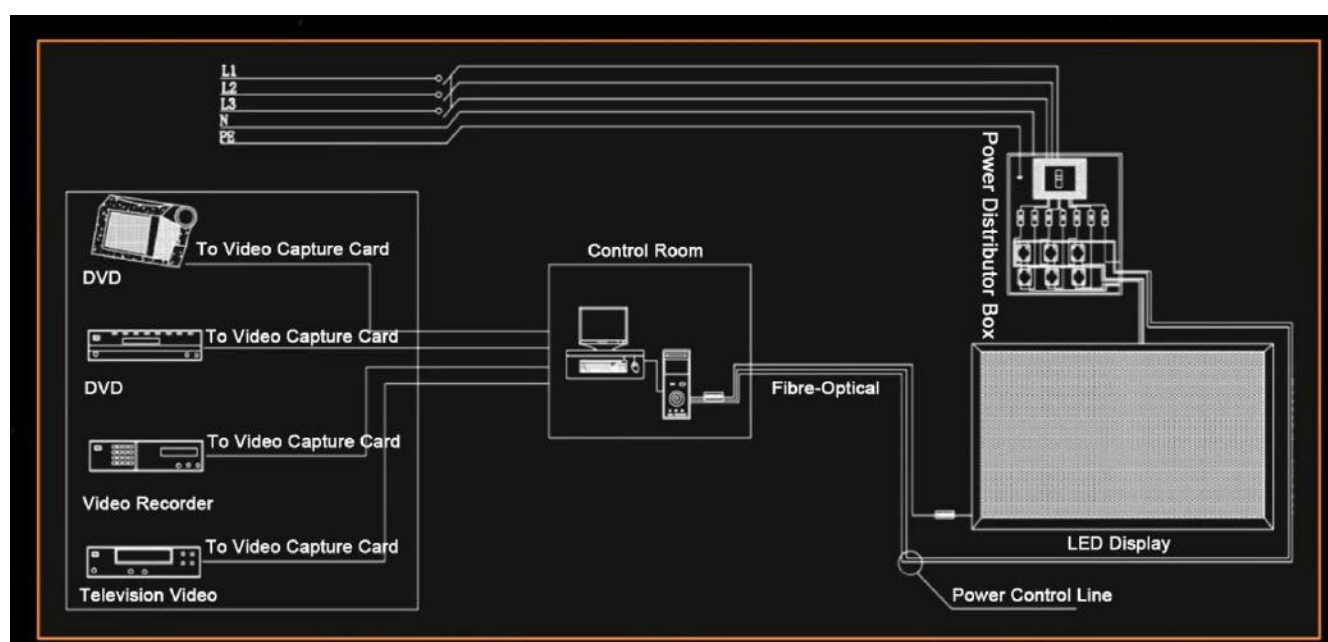 L1
L2
L3
N
PE
Power Distributor Box
To Video Capture Card
DVD
Control Room
To Video Capture Card
DVD
Fibre-Optical
To Video Capture Card
Video Recorder
To Video Capture Card
Television Video
LED Display
Power Control Line